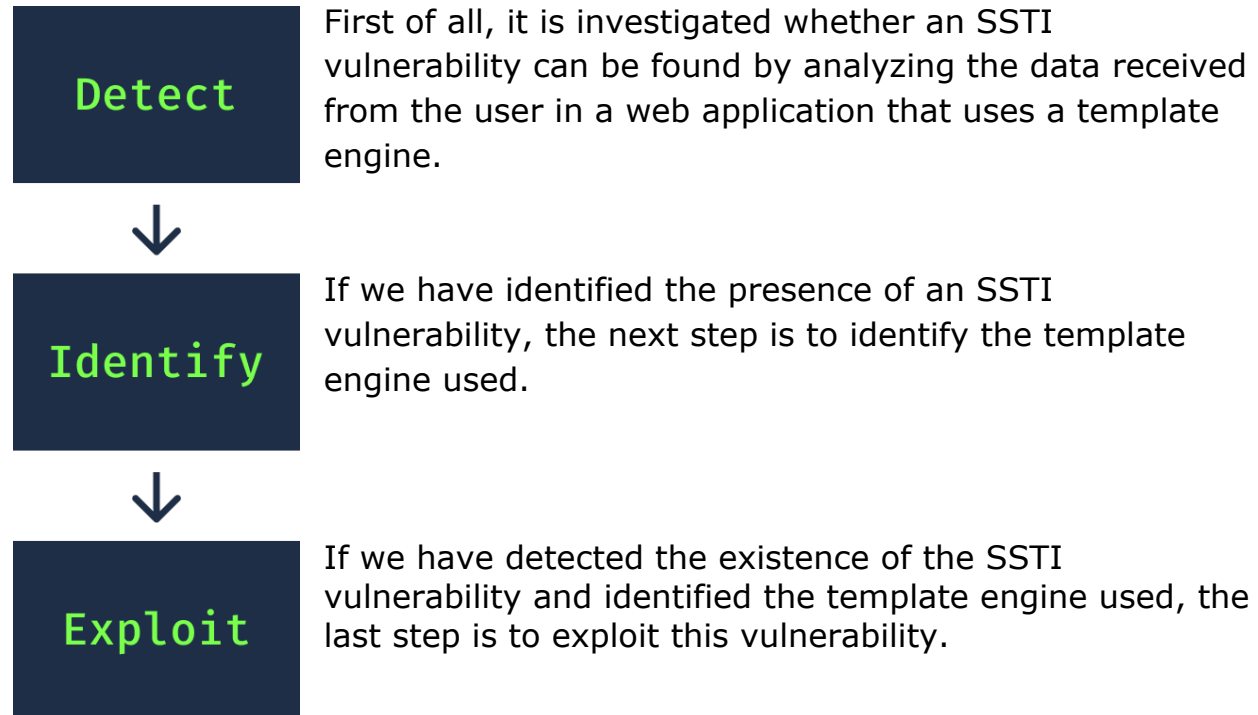 Detect
First of all, it is investigated whether an SSTI
vulnerability can be found by analyzing the data received
from the user in a web application that uses a template
engine.
Identify
If we have identified the presence of an SSTI
vulnerability, the next step is to identify the template
engine used.
Exploit
If we have detected the existence of the SSTI
vulnerability and identified the template engine used, the
last step is to exploit this vulnerability.